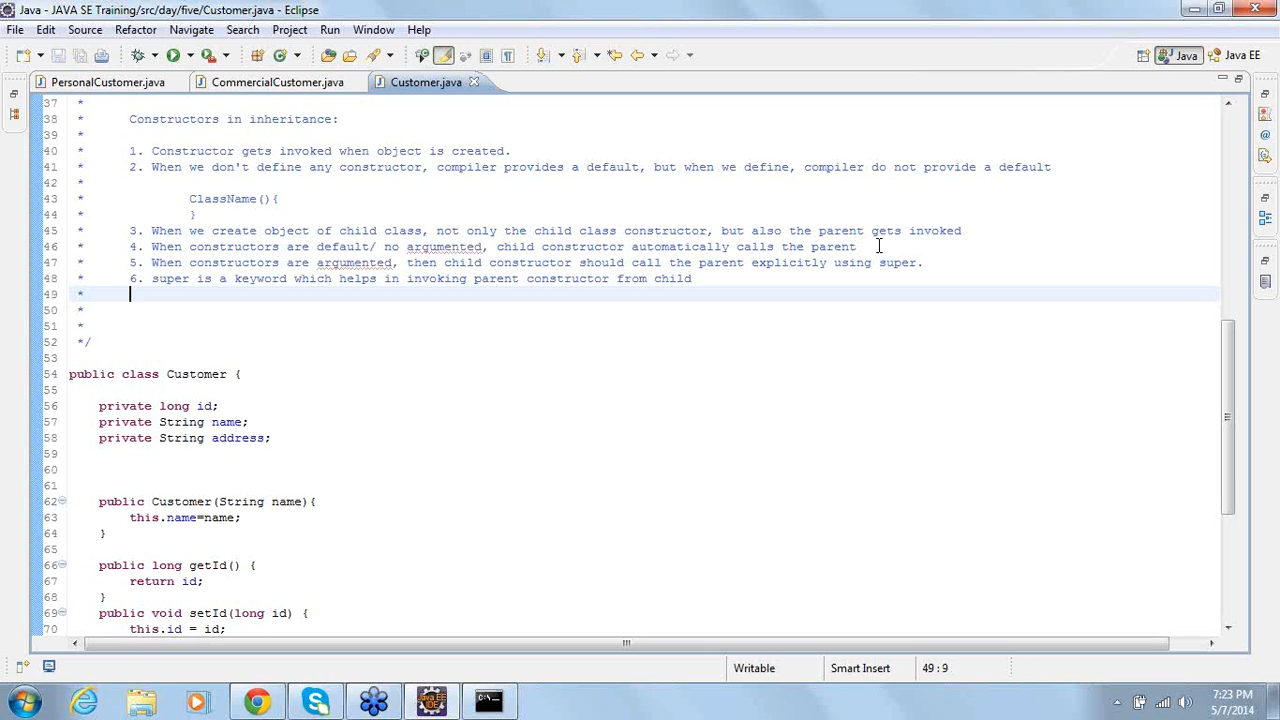 Java - JAVA SE Training/src/day/five/Customer.java - Eclipse
File Edit Source Refactor Navigate Search Project Run Window Help
Java Java EE
PersonalCustomer.java CommercialCustomer.java Customer.java
37 *
38 * Constructors in inheritance:
39 *
40 * 1. Constructor gets invoked when object is created.
41 * 2. When we don't define any constructor, compiler provides a default, but when we define, compiler do not provide a default
42 *
43 * ClassName(){
44 * }
45 * 3. When we create object of child class, not only the child class constructor, but also the parent gets invoked
46 * 4. When constructors are default/ no argumented, child constructor automatically calls the parent
47 * 5. When constructors are argumented, then child constructor should call the parent explicitly using super.
48 * 6. super is a keyword which helps in invoking parent constructor from child
49 *
50 *
51 *
52 */
53
54 public class Customer {
55
56 private long id;
57 private String name;
58 private String address;
59
60
61
62 public Customer(String name){
63 this.name=name;
64 }
65
66 public long getId() {
67 return id;
68 }
69 public void setId(long id) {
70 this.id = id;
Writable Smart Insert 49 : 9
Java EE
IDE
C:\.
7:23 PM
5/7/2014